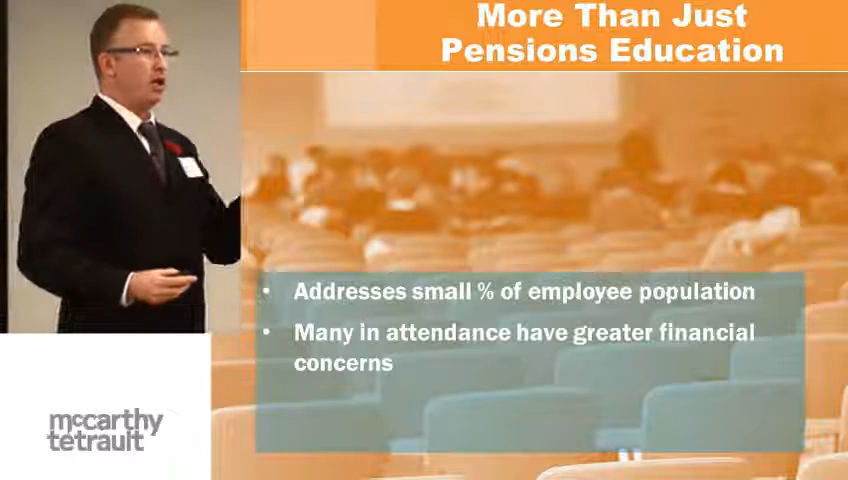 More Than Just
Pensions Education
• Addresses small % of employee population
• Many in attendance have greater financial
concerns
mccarthy
tetrault